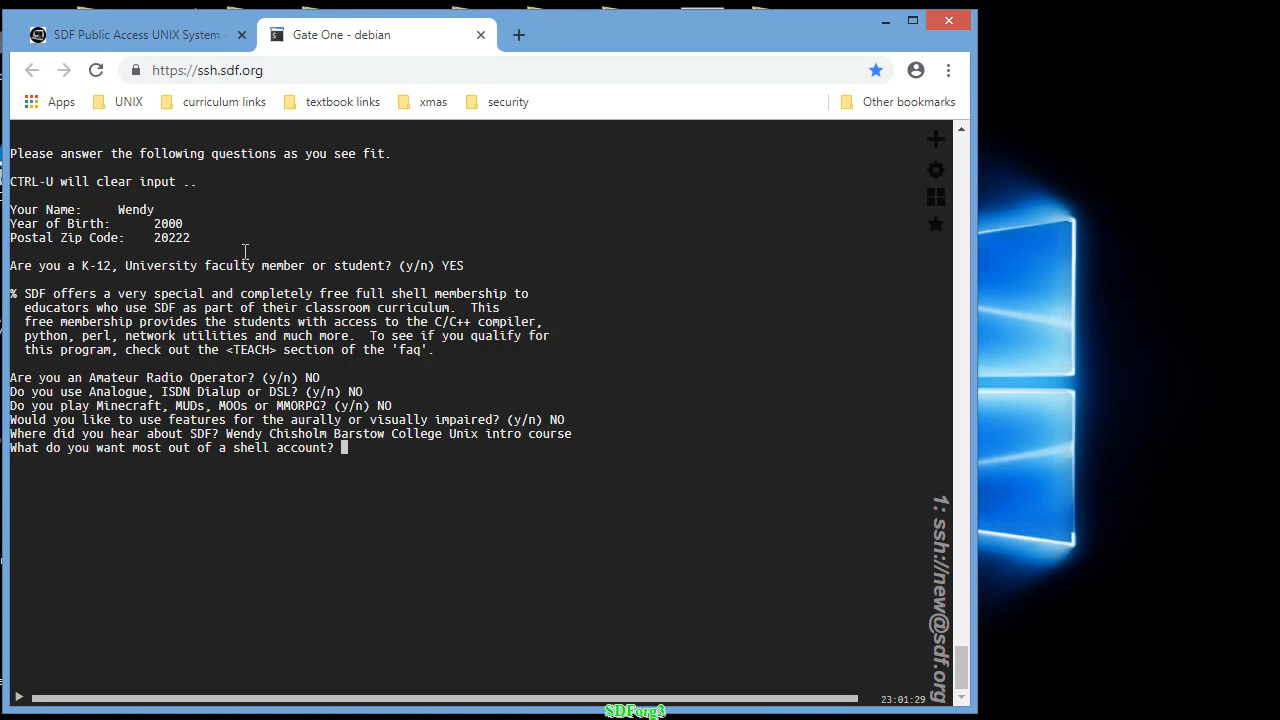 SDF Public Access UNIX System -
Gate One - debian
https://ssh.sdf.org
Apps
UNIX
curriculum links
textbook links
xmas
security
Other bookmarks
Please answer the following questions as you see fit.
CTRL-U will clear input ..
Your Name: Wendy
Year of Birth: 2000
Postal Zip Code: 20222
Are you a K-12, University faculty member or student? (y/n) YES
% SDF offers a very special and completely free full shell membership to
educators who use SDF as part of their classroom curriculum. This
free membership provides the students with access to the C/C++ compiler,
python, perl, network utilities and much more. To see if you qualify for
this program, check out the <TEACH> section of the 'faq'.
Are you an Amateur Radio Operator? (y/n) NO
Do you use Analogue, ISDN Dialup or DSL? (y/n) NO
Do you play Minecraft, MUDs, MOOs or MMORPG? (y/n) NO
Would you like to use features for the aurally or visually impaired? (y/n) NO
Where did you hear about SDF? Wendy Chisholm Barstow College Unix intro course
What do you want most out of a shell account?
1: ssh://new@sdf.org
23:01:29
SDForg3